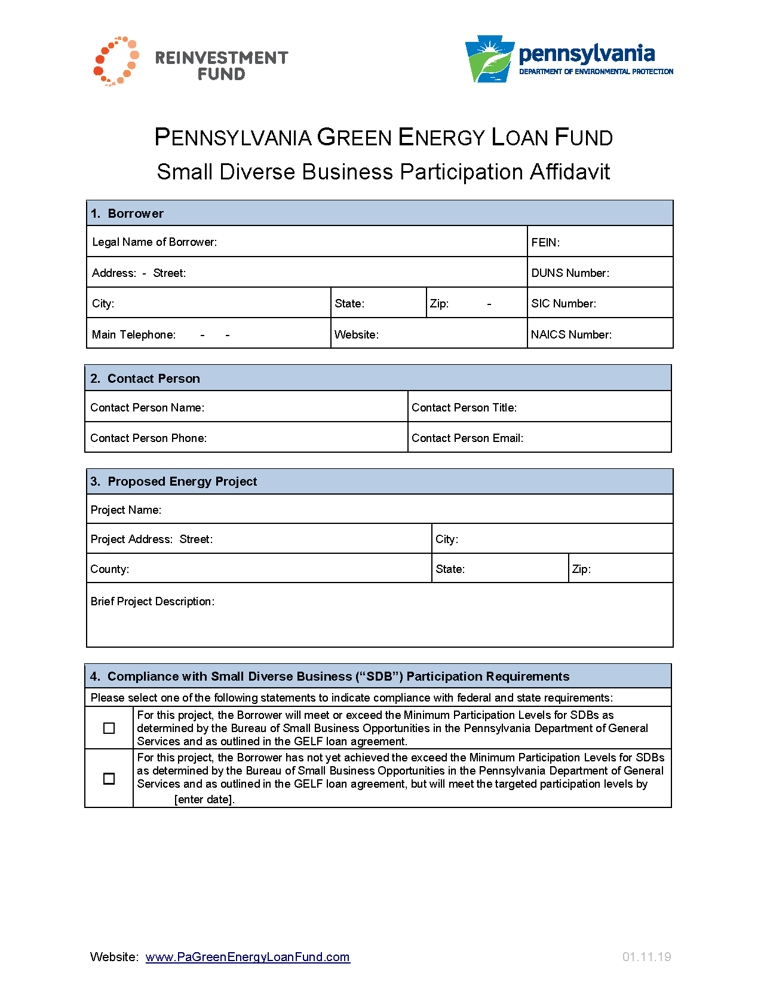 REINVESTMENT
FUND
pennsylvania
DEPARTMENT OF ENVIRONMENTAL PROTECTION
PENNSYLVANIA GREEN ENERGY LOAN FUND
Small Diverse Business Participation Affidavit
1. Borrower
Legal Name of Borrower:
FEIN:
Address: - Street:
DUNS Number:
City:
State:
Zip: -
SIC Number:
Main Telephone: - -
Website:
NAICS Number:
2. Contact Person
Contact Person Name:
Contact Person Title:
Contact Person Phone:
Contact Person Email:
3. Proposed Energy Project
Project Name:
Project Address: Street:
City:
County:
State:
Zip:
Brief Project Description:
4. Compliance with Small Diverse Business (“SDB”) Participation Requirements
Please select one of the following statements to indicate compliance with federal and state requirements:
☐ For this project, the Borrower will meet or exceed the Minimum Participation Levels for SDBs as
determined by the Bureau of Small Business Opportunities in the Pennsylvania Department of General
Services and as outlined in the GELF loan agreement.
☐ For this project, the Borrower has not yet achieved the exceed the Minimum Participation Levels for SDBs
as determined by the Bureau of Small Business Opportunities in the Pennsylvania Department of General
Services and as outlined in the GELF loan agreement, but will meet the targeted participation levels by
[enter date].
Website: www.PaGreenEnergyLoanFund.com
01.11.19